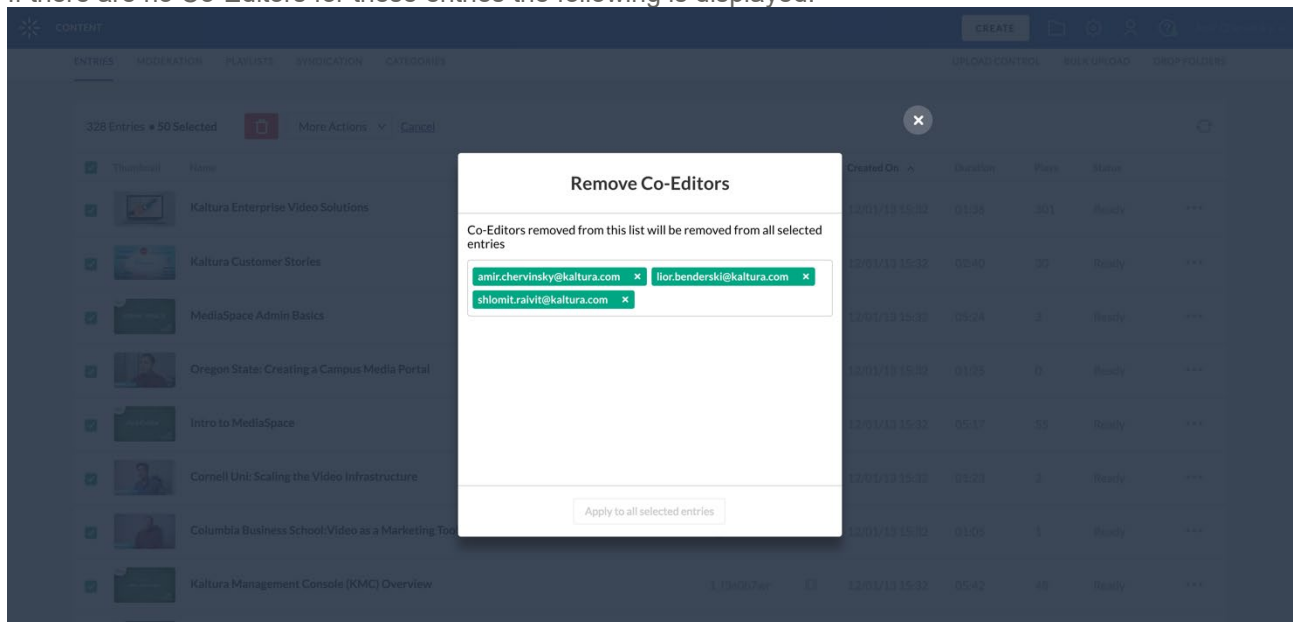 If there are no Co-Editors for these entries the following is displayed:
CONTENT
CREATE
ENTRIES MODERATION PLAYLISTS SYNDICATION CATEGORIES
UPLOAD CONTROL BULK UPLOAD DROP FOLDERS
328 Entries • 50 Selected More Actions Cancel
Thumbnail Name Created On Duration Plays Status
Remove Co-Editors
Co-Editors removed from this list will be removed from all selected
entries
amir.chervinsky@kaltura.com × lior.benderski@kaltura.com ×
shlomit.raivit@kaltura.com ×
Apply to all selected entries
Kaltura Enterprise Video Solutions 12/01/13 15:32 Ready
Kaltura Customer Stories 12/01/13 15:32 02:40 Ready
MediaSpace Admin Basics 12/01/13 15:32 Ready
Oregon State: Creating a Campus Media Portal 12/01/13 15:32 0 Ready
Intro to MediaSpace 12/01/13 15:32 Ready
Cornell Uni: Scaling the Video Infrastructure 12/01/13 15:32 Ready
Columbia Business School:Video as a Marketing Too 12/01/13 15:32 Ready
Kaltura Management Console (KMC) Overview 12/01/13 15:32 05:42 Ready